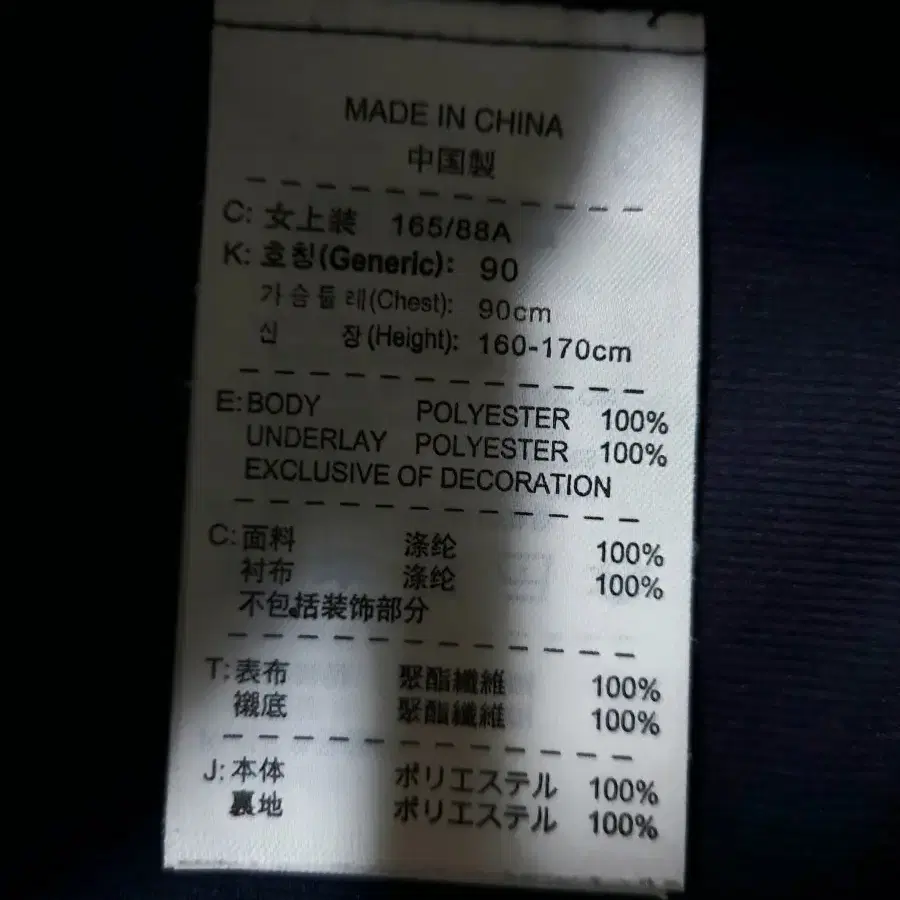 MADE IN CHINA
中国製
C: 女上装 165/88A
K: 호칭(Generic): 90
가슴둘레(Chest): 90cm
신 장(Height): 160-170cm
E: BODY POLYESTER 100%
UNDERLAY POLYESTER 100%
EXCLUSIVE OF DECORATION
C: 面料 涤纶 100%
衬布 涤纶 100%
不包括装饰部分
T: 表布 聚酯纖維 100%
襯底 聚酯纖維 100%
J: 本体 ポリエステル 100%
裏地 ポリエステル 100%